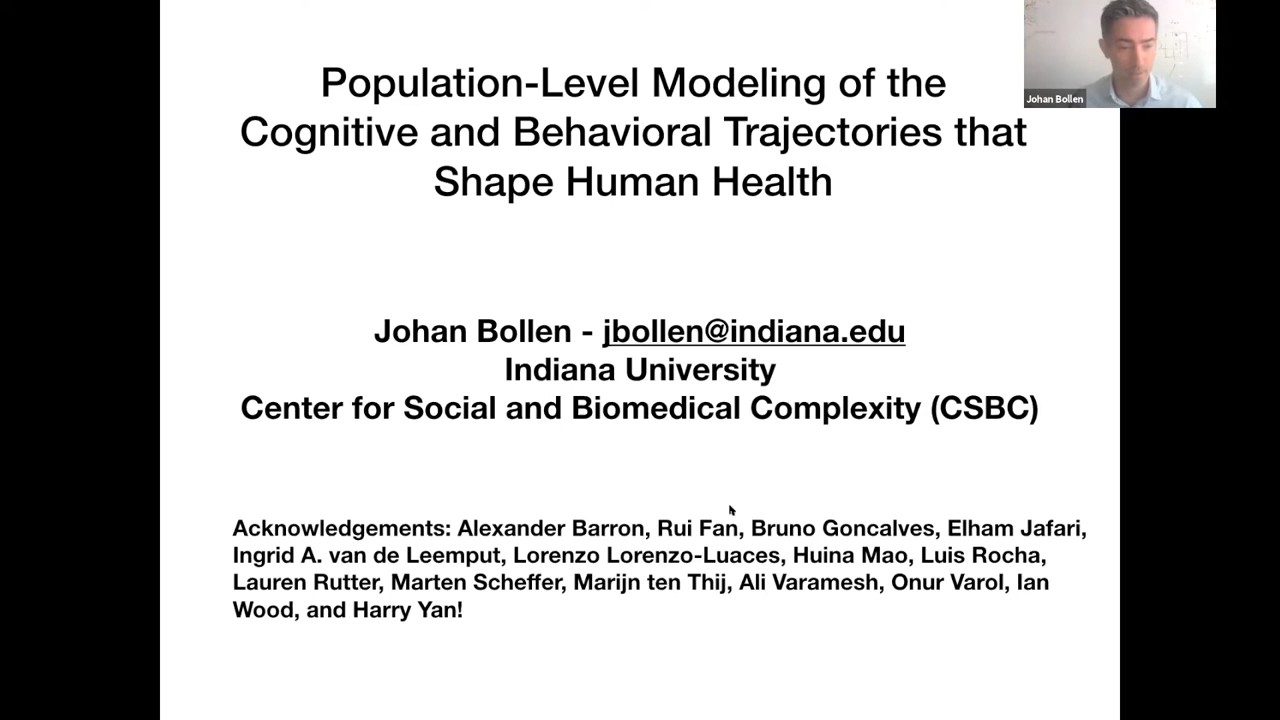 Population-Level Modeling of the
Cognitive and Behavioral Trajectories that
Shape Human Health
Johan Bollen
Johan Bollen - jbollen@indiana.edu
Indiana University
Center for Social and Biomedical Complexity (CSBC)
Acknowledgements: Alexander Barron, Rui Fan, Bruno Goncalves, Elham Jafari,
Ingrid A. van de Leemput, Lorenzo Lorenzo-Luaces, Huina Mao, Luis Rocha,
Lauren Rutter, Marten Scheffer, Marijn ten Thij, Ali Varamesh, Onur Varol, Ian
Wood, and Harry Yan!